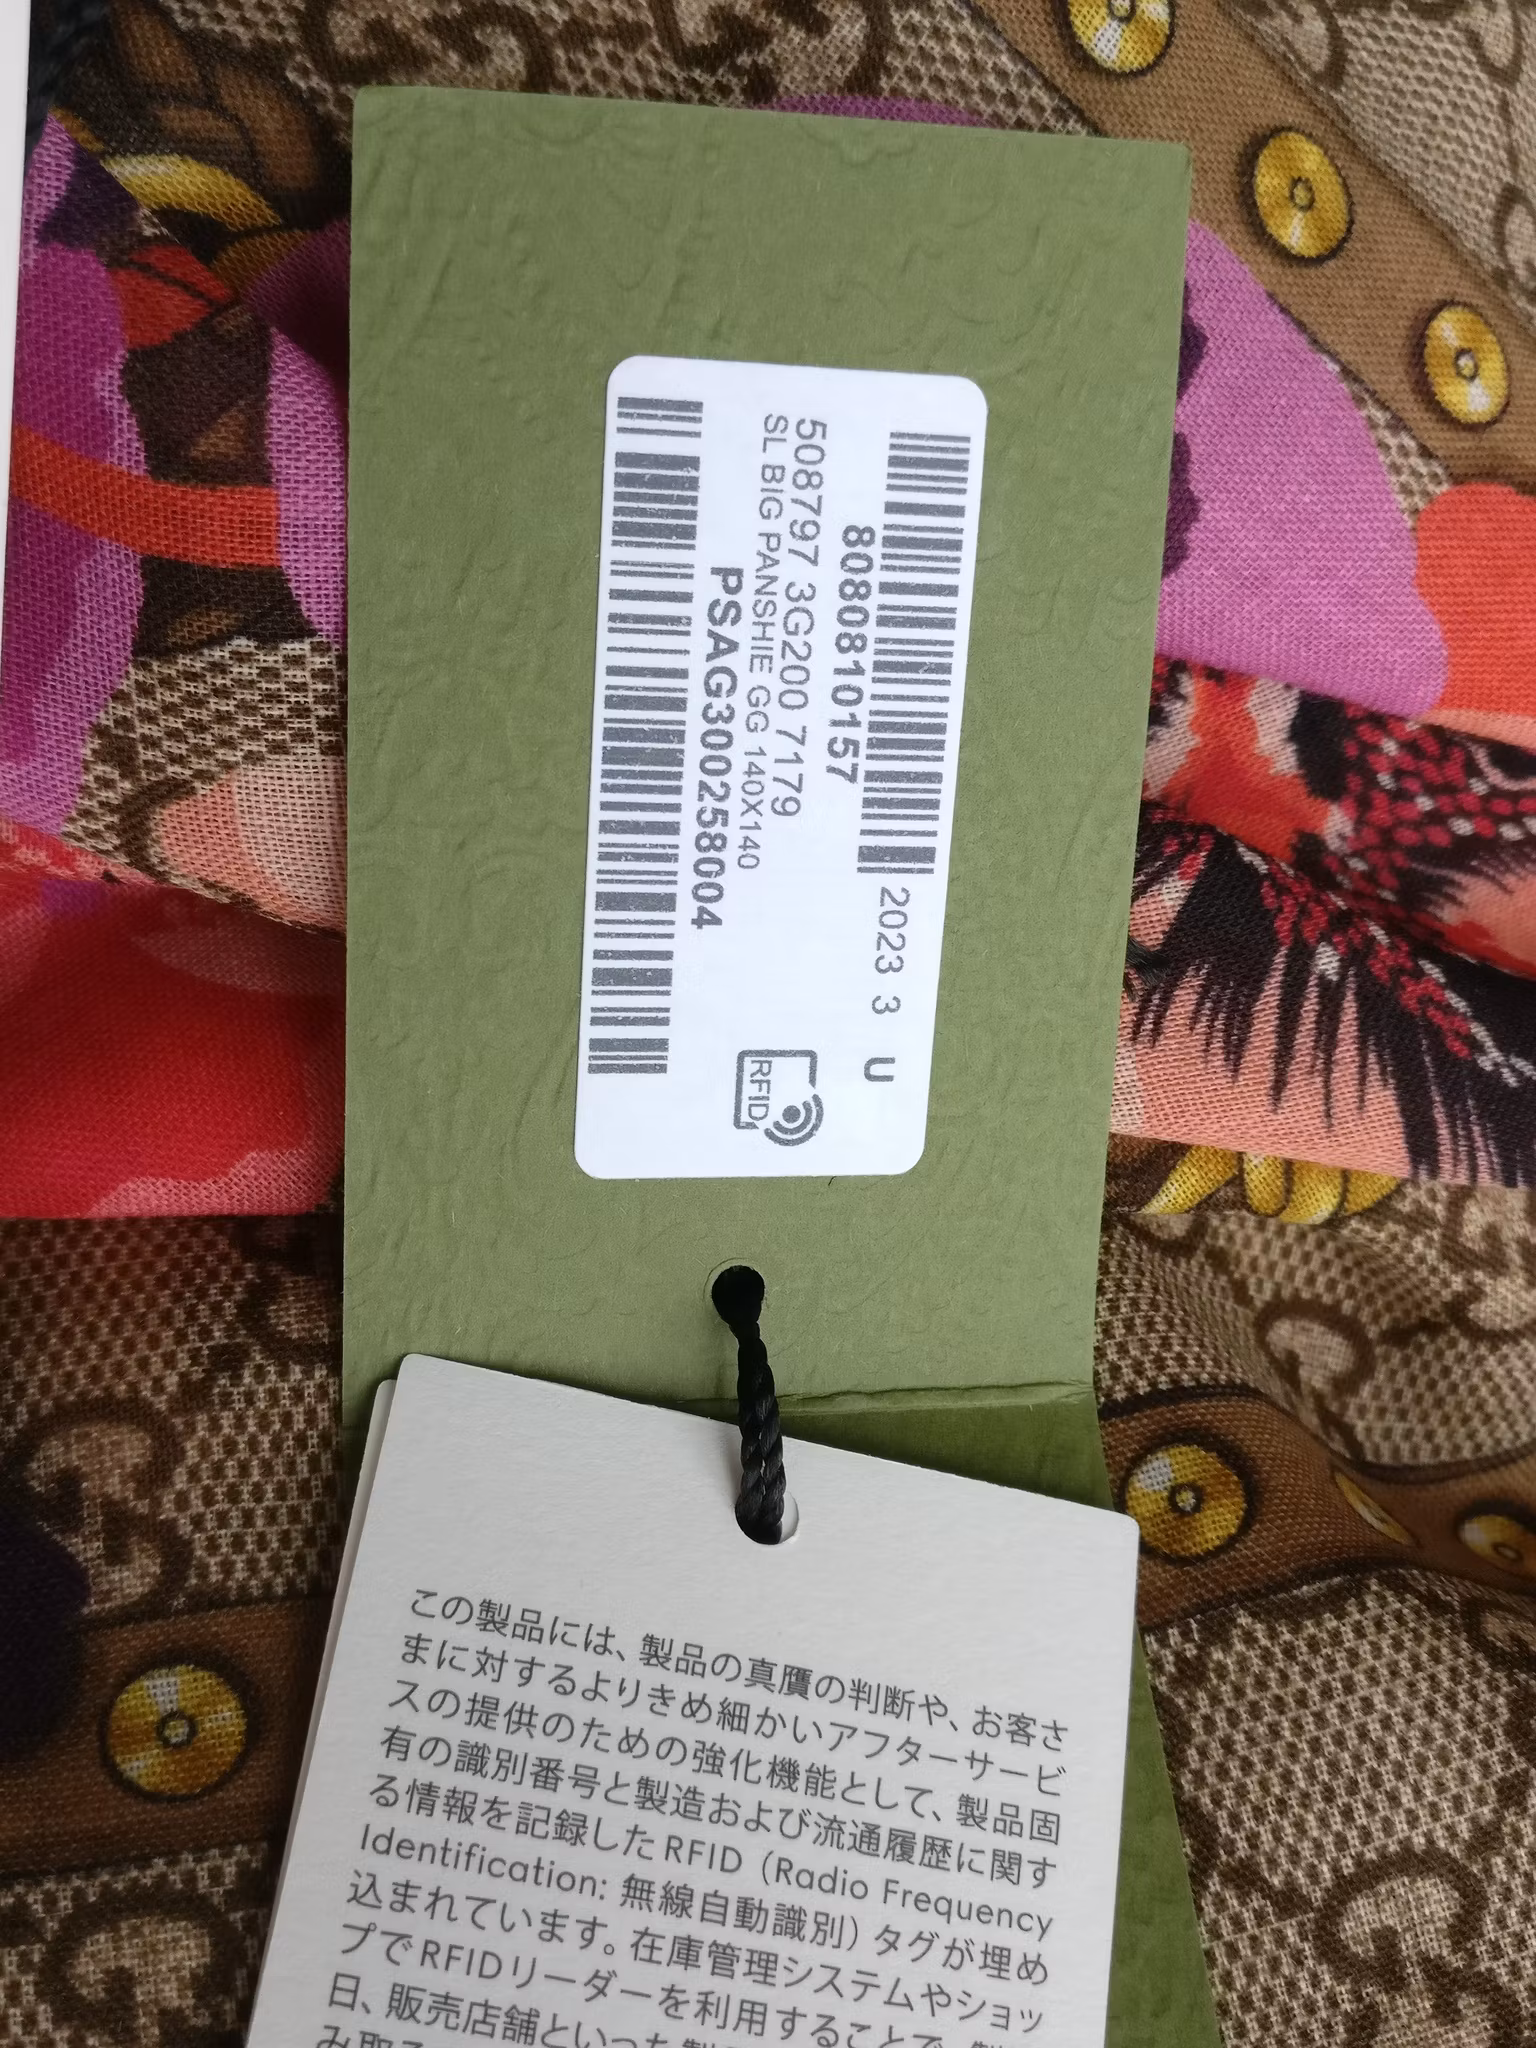 2023 3 U
8080810157
508797 3G200 7179
SL BIG PANSHIE GG 140X140
PSAG300258004
RFID
この製品には、製品の真贋の判断や、お客さ
まに対するよりきめ細かいアフターサービ
スの提供のための強化機能として、製品固
有の識別番号と製造および流通履歴に関す
る情報を記録したRFID（Radio Frequency
Identification: 無線自動識別）タグが埋め
込まれています。在庫管理システムやショッ
プでRFIDリーダーを利用することで、製
日、販売店舗といった製
み取